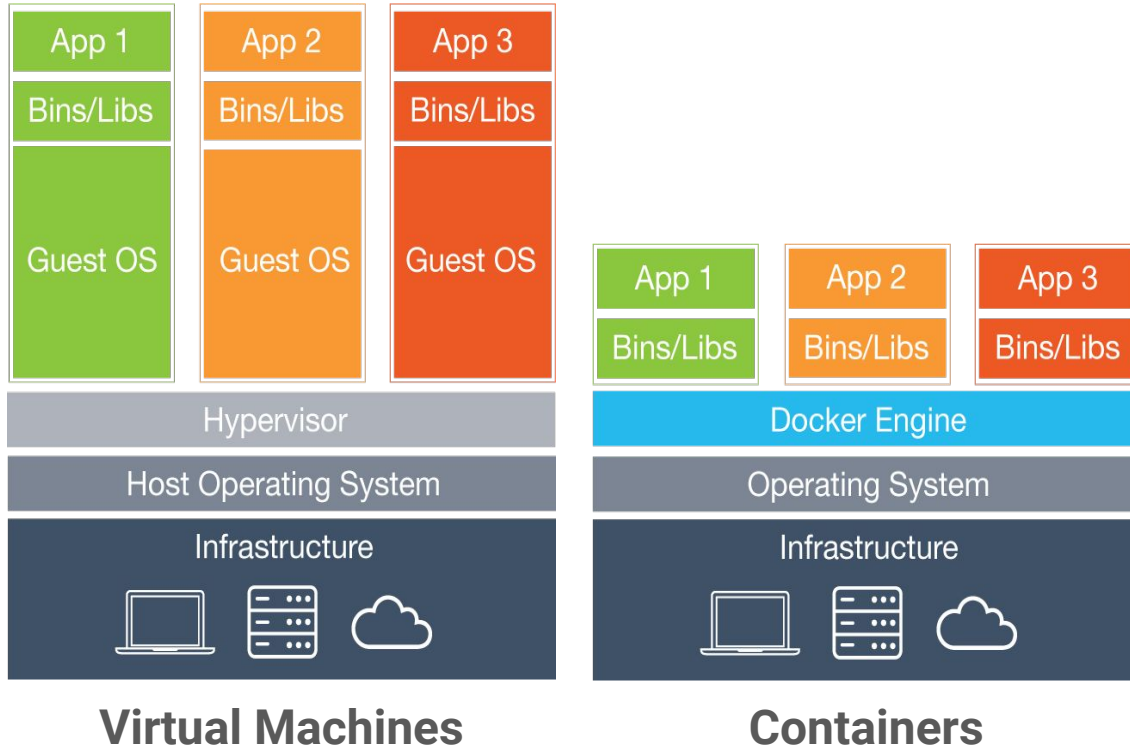 App 1
App 2
App 3
Bins/Libs
Bins/Libs
Bins/Libs
Guest OS
Guest OS
Guest OS
Hypervisor
Host Operating System
Infrastructure
Virtual Machines
App 1
App 2
App 3
Bins/Libs
Bins/Libs
Bins/Libs
Docker Engine
Operating System
Infrastructure
Containers